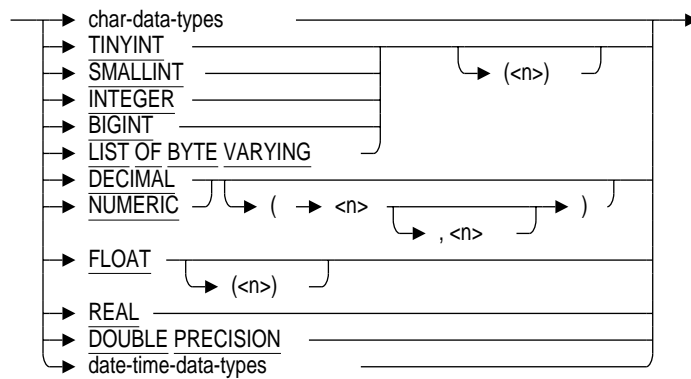 char-data-types
TINYINT
SMALLINT
(<n>)
INTEGER
BIGINT
LIST OF BYTE VARYING
DECIMAL
NUMERIC ( <n> )
, <n>
FLOAT
(<n>)
REAL
DOUBLE PRECISION
date-time-data-types